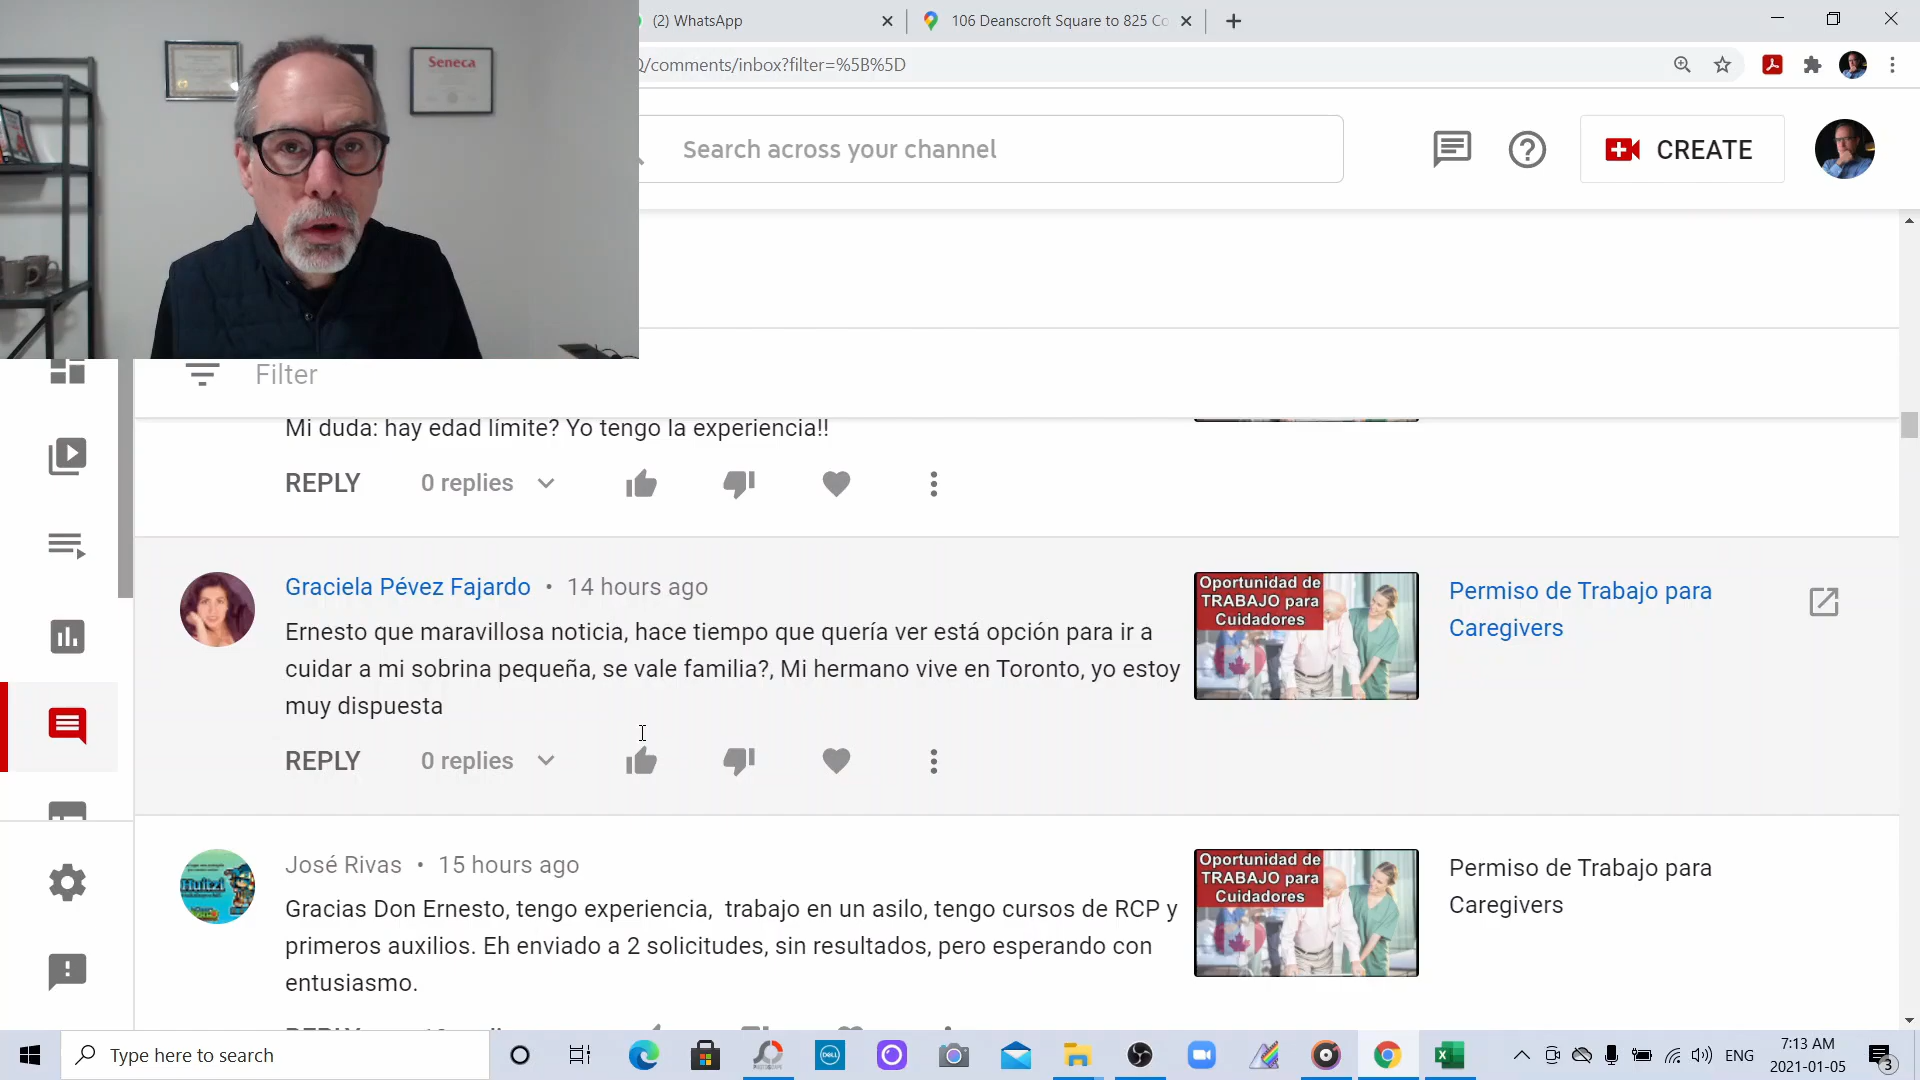 (2) WhatsApp
106 Deanscroft Square to 825 Co
/comments/inbox?filter=%5B%5D
Seneca
Search across your channel
CREATE
Filter
Mi duda: hay edad límite? Yo tengo la experiencia!!
REPLY 0 replies
Graciela Pévez Fajardo • 14 hours ago
Ernesto que maravillosa noticia, hace tiempo que quería ver está opción para ir a
cuidar a mi sobrina pequeña, se vale familia?, Mi hermano vive en Toronto, yo estoy
muy dispuesta
REPLY 0 replies
Oportunidad de
TRABAJO para
Cuidadores
Permiso de Trabajo para
Caregivers
José Rivas • 15 hours ago
Gracias Don Ernesto, tengo experiencia, trabajo en un asilo, tengo cursos de RCP y
primeros auxilios. Eh enviado a 2 solicitudes, sin resultados, pero esperando con
entusiasmo.
Huitzi
Oportunidad de
TRABAJO para
Cuidadores
Permiso de Trabajo para
Caregivers
REPLY
Type here to search
DELL
ENG
7:13 AM
2021-01-05
3